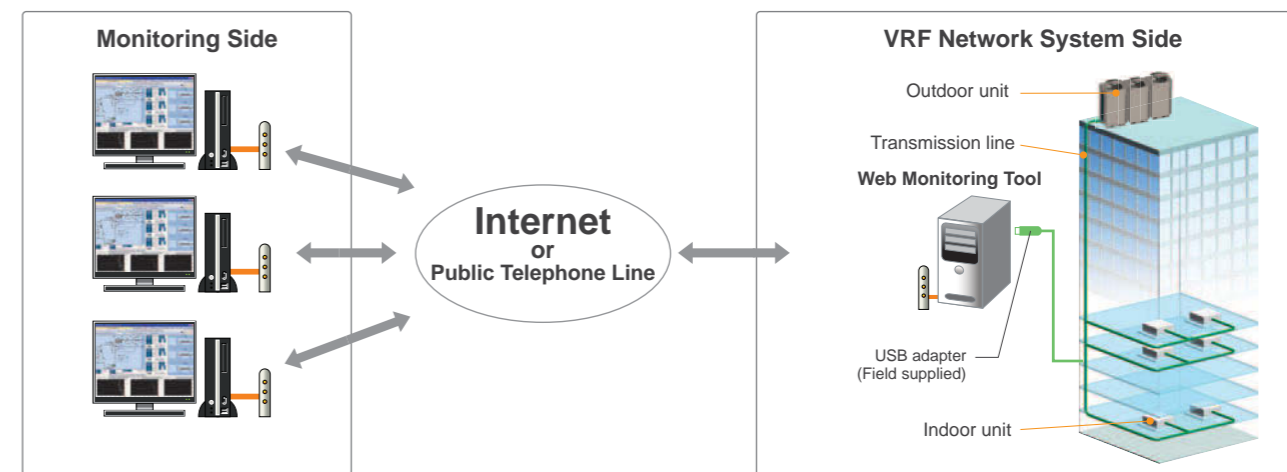 Monitoring Side
Internet
or
Public Telephone Line
VRF Network System Side
Outdoor unit
Transmission line
Web Monitoring Tool
USB adapter
(Field supplied)
Indoor unit